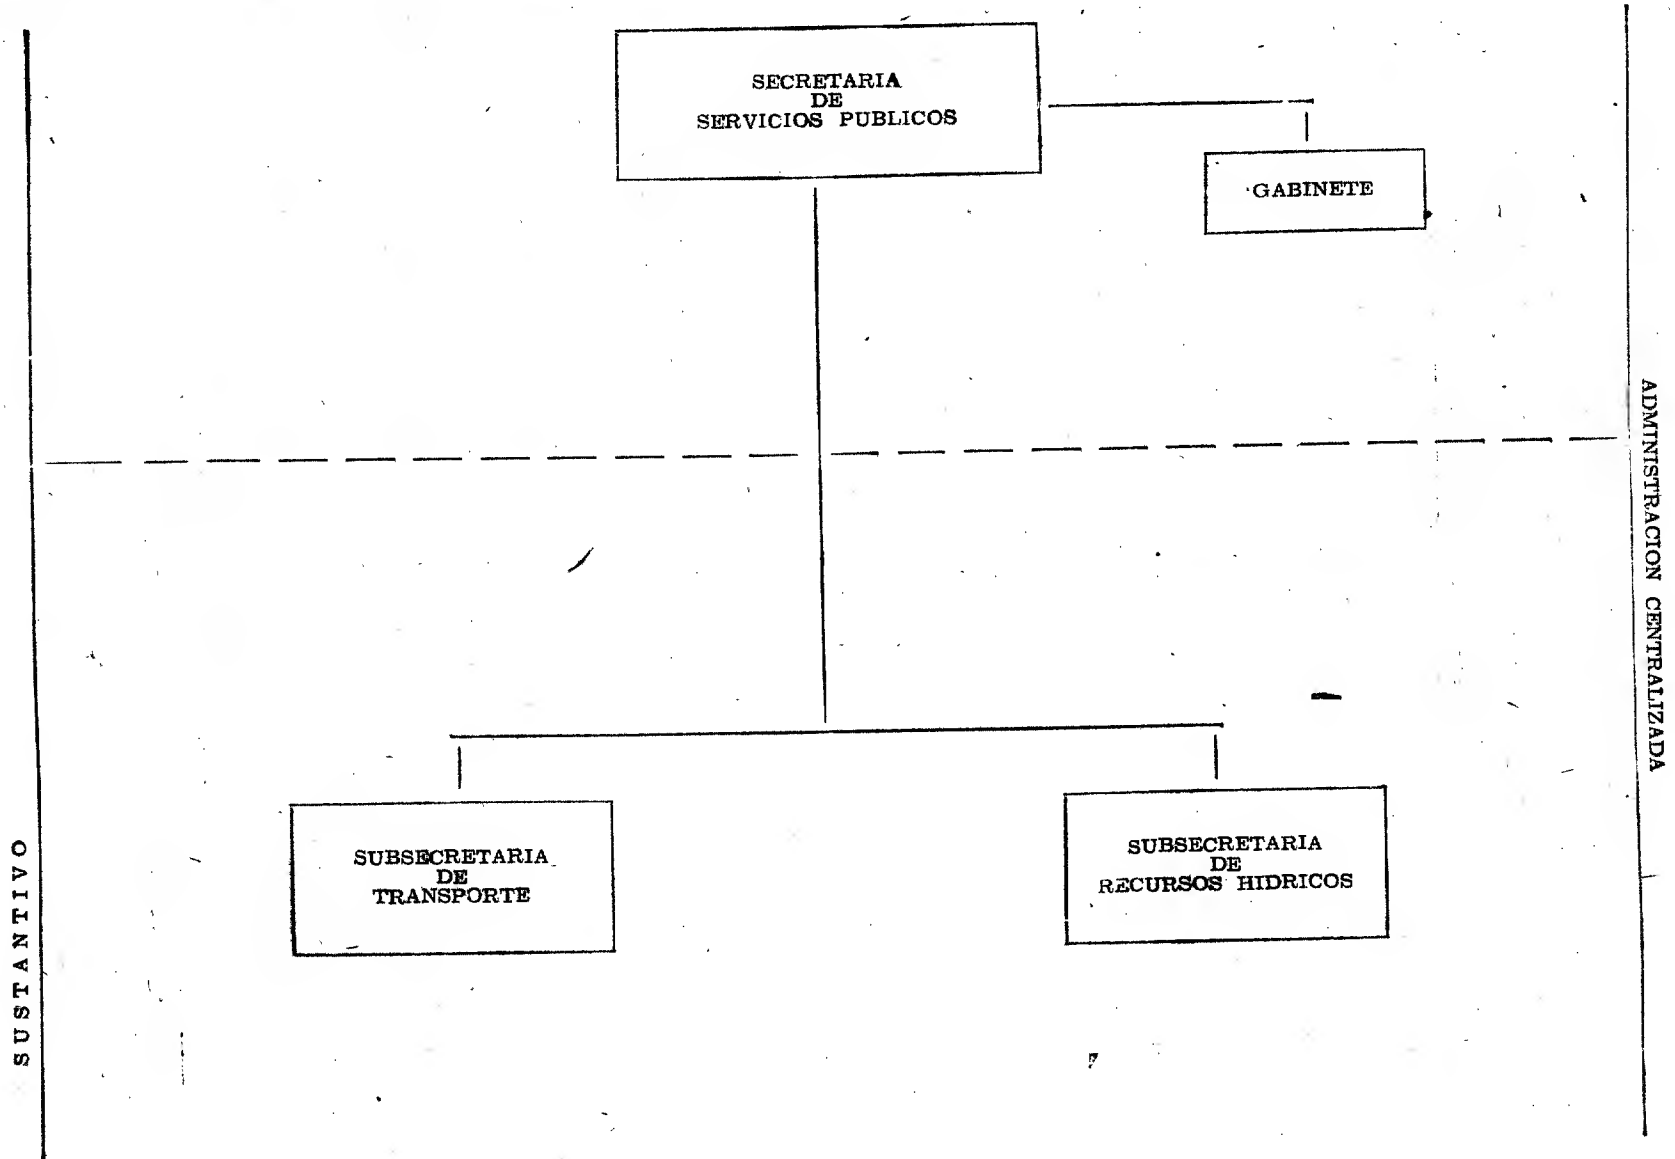 SECRETARIA
DE
SERVICIOS PUBLICOS
GABINETE
ADMINISTRACION CENTRALIZADA
SUSTANTIVO
SUBSECRETARIA
DE
TRANSPORTE
SUBSECRETARIA
DE
RECURSOS HIDRICOS